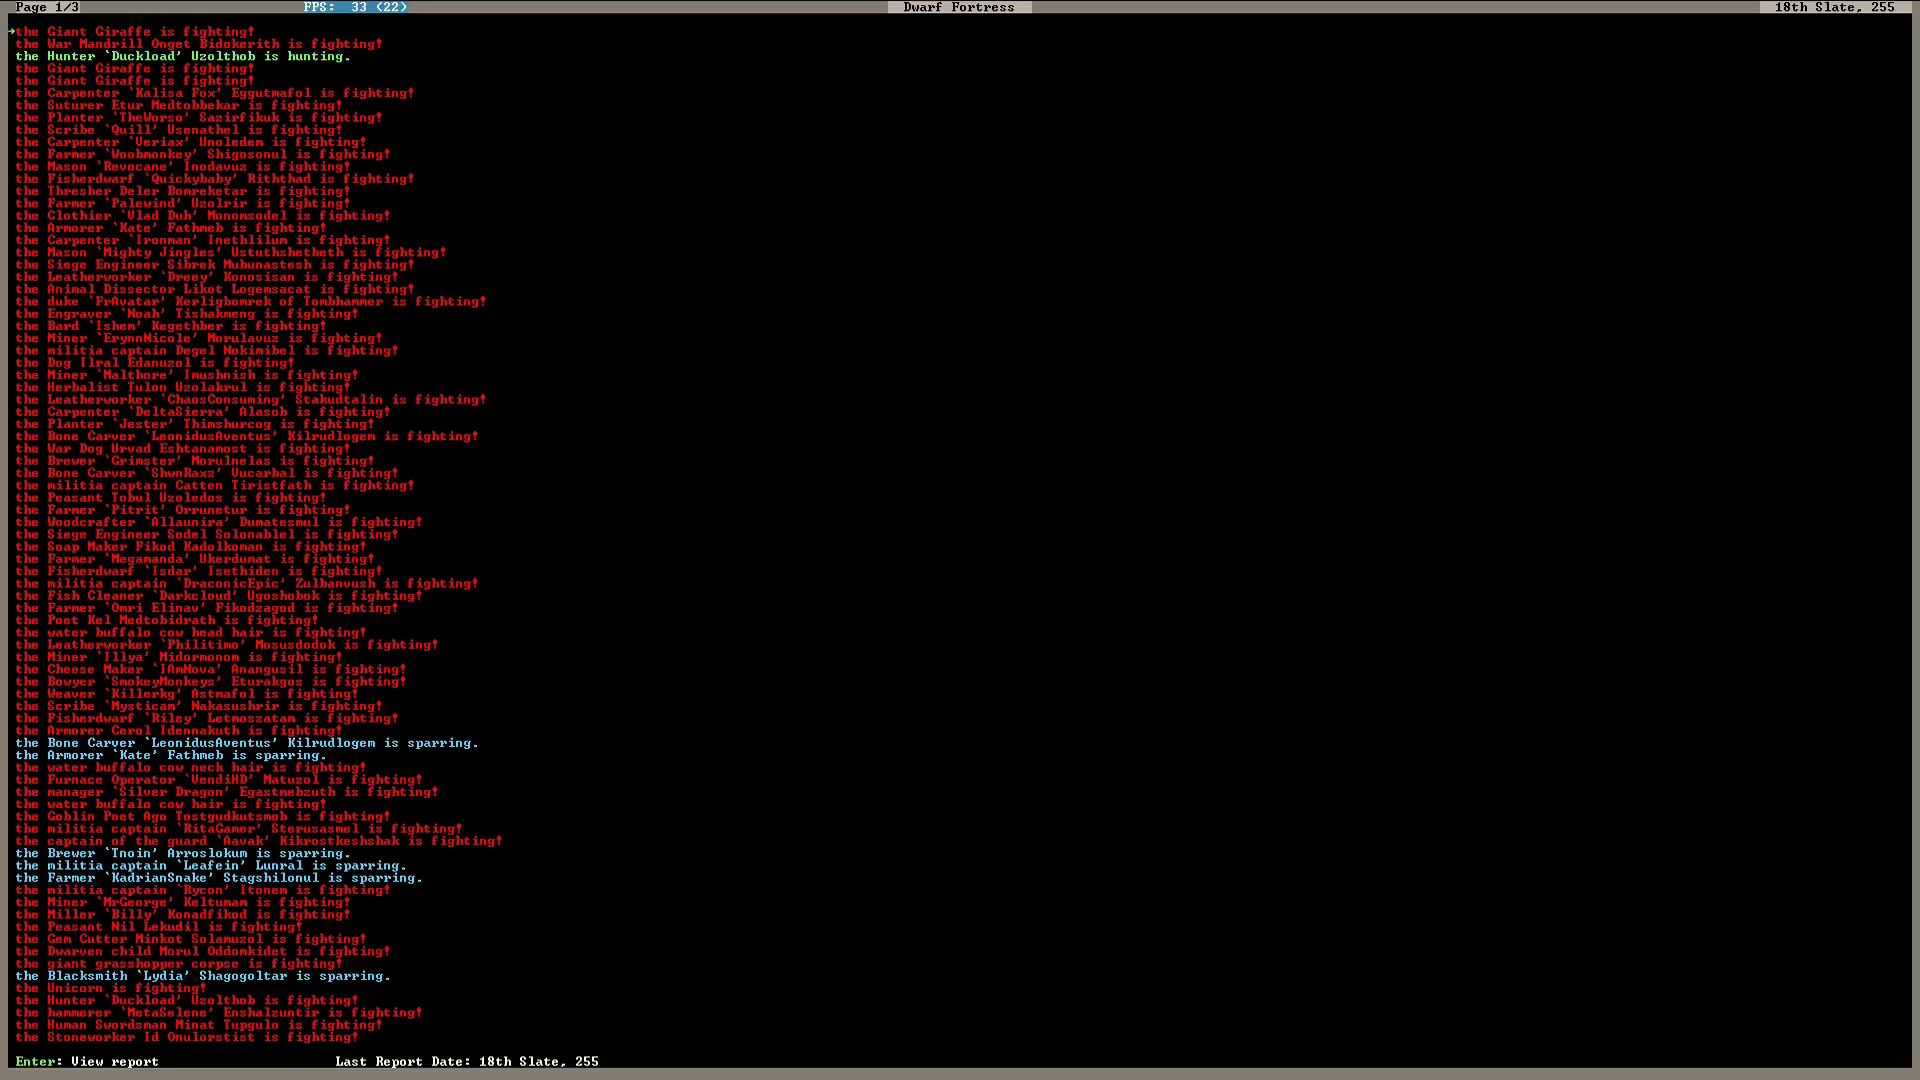 Page 1/3 FPS: 33 (22) Dwarf Fortress 18th Slate, 255
the Giant Giraffe is fighting!
the War Mandrill Onget Bidokerith is fighting!
the Hunter `Duckload' Uzolthob is hunting.
the Giant Giraffe is fighting!
the Giant Giraffe is fighting!
the Carpenter `Kalisa Fox' Eggutmafol is fighting!
the Suturer Etur Medtobbekar is fighting!
the Planter `TheWorso' Sazirfikuk is fighting!
the Scribe `Quill' Usenathel is fighting!
the Carpenter `Veriax' Unoledem is fighting!
the Farmer `Woobmonkey' Shigosonul is fighting!
the Mason `Revocane' Inodavuz is fighting!
the Fisherdwarf `Quickybaby' Riththad is fighting!
the Thresher Deler Bomreketar is fighting!
the Farmer `Palewind' Uzolrir is fighting!
the Clothier `Vlad Duh' Monomsodel is fighting!
the Armorer `Kate' Fathmeb is fighting!
the Carpenter `Ironman' Inethlilum is fighting!
the Mason `Mighty Jingles' Ustuthshetbeth is fighting!
the Siege Engineer Sibrek Mubunastesh is fighting!
the Leatherworker `Dreey' Konosisan is fighting!
the Animal Dissector Likot Logemsacat is fighting!
the duke `FrAvatar' Kerligbomrek of Tombhammer is fighting!
the Engraver `Noah' Tishakmeng is fighting!
the Bard `Ishem' Kegethber is fighting!
the Miner `ErynnNicole' Morulavuz is fighting!
the militia captain Degel Nokimibel is fighting!
the Dog Ilral Edanuzol is fighting!
the Miner `Malthore' Imushnish is fighting!
the Herbalist Tulon Uzolakrul is fighting!
the Leatherworker `ChaosConsuming' Stakudtalin is fighting!
the Carpenter `DeltaSierra' Alasob is fighting!
the Planter `Jester' Thimshurcog is fighting!
the Bone Carver `LeonidusAventus' Kilrudlogem is fighting!
the War Dog Urvad Eshtanamost is fighting!
the Brewer `Grimster' Morulnelas is fighting!
the Bone Carver `ShwnRaxz' Vucarbal is fighting!
the militia captain Catten Tiristfath is fighting!
the Peasant Tobul Uzoledos is fighting!
the Farmer `Pitrit' Orrunetur is fighting!
the Woodcrafter `Allaunira' Dumatesmul is fighting!
the Siege Engineer Sodel Solonablel is fighting!
the Soap Maker Fikod Kadolkoman is fighting!
the Farmer `Megamanda' Ukerdumat is fighting!
the Fisherdwarf `Isdar' Isethiden is fighting!
the militia captain `DraconicEpic' Zulbanvush is fighting!
the Fish Cleaner `Darkcloud' Ugoshobok is fighting!
the Farmer `Omri Elinav' Fikodzagod is fighting!
the Poet Kel Medtobidrath is fighting!
the water buffalo cow head hair is fighting!
the Leatherworker `Philitimo' Mosusdodok is fighting!
the Miner `Illya' Midormonom is fighting!
the Cheese Maker `IAmNova' Anangusil is fighting!
the Bowyer `SmokeyMonkeys' Eturakgos is fighting!
the Weaver `Killerkg' Astmafol is fighting!
the Scribe `Mysticam' Nakasushrir is fighting!
the Fisherdwarf `Riley' Letmoszatam is fighting!
the Armorer Cerol Idennakuth is fighting!
the Bone Carver `LeonidusAventus' Kilrudlogem is sparring.
the Armorer `Kate' Fathmeb is sparring.
the water buffalo cow neck hair is fighting!
the Furnace Operator `VendiHD' Matuzol is fighting!
the manager `Silver Dragon' Egastmebzuth is fighting!
the water buffalo cow hair is fighting!
the Goblin Poet Ago Tostgudkutsmob is fighting!
the militia captain `RitaGamer' Sterusasmel is fighting!
the captain of the guard `Aavak' Kikrostkeshshak is fighting!
the Brewer `Tnoin' Arroslokum is sparring.
the militia captain `Leafein' Lunral is sparring.
the Farmer `KadrianSnake' Stagshilonul is sparring.
the militia captain `Rycon' Itonem is fighting!
the Miner `MrGeorge' Keltumam is fighting!
the Miller `Billy' Konadfikod is fighting!
the Peasant Nil Lekudil is fighting!
the Gem Cutter Minkot Solamuzol is fighting!
the Dwarven child Morul Oddomkidet is fighting!
the giant grasshopper corpse is fighting!
the Blacksmith `Lydia' Shagogoltar is sparring.
the Unicorn is fighting!
the Hunter `Duckload' Uzolthob is fighting!
the hammerer `MetaSelene' Enshalzuntir is fighting!
the Human Swordsman Minat Tupgulo is fighting!
the Stoneworker Id Onulorstist is fighting!
Enter: View report Last Report Date: 18th Slate, 255